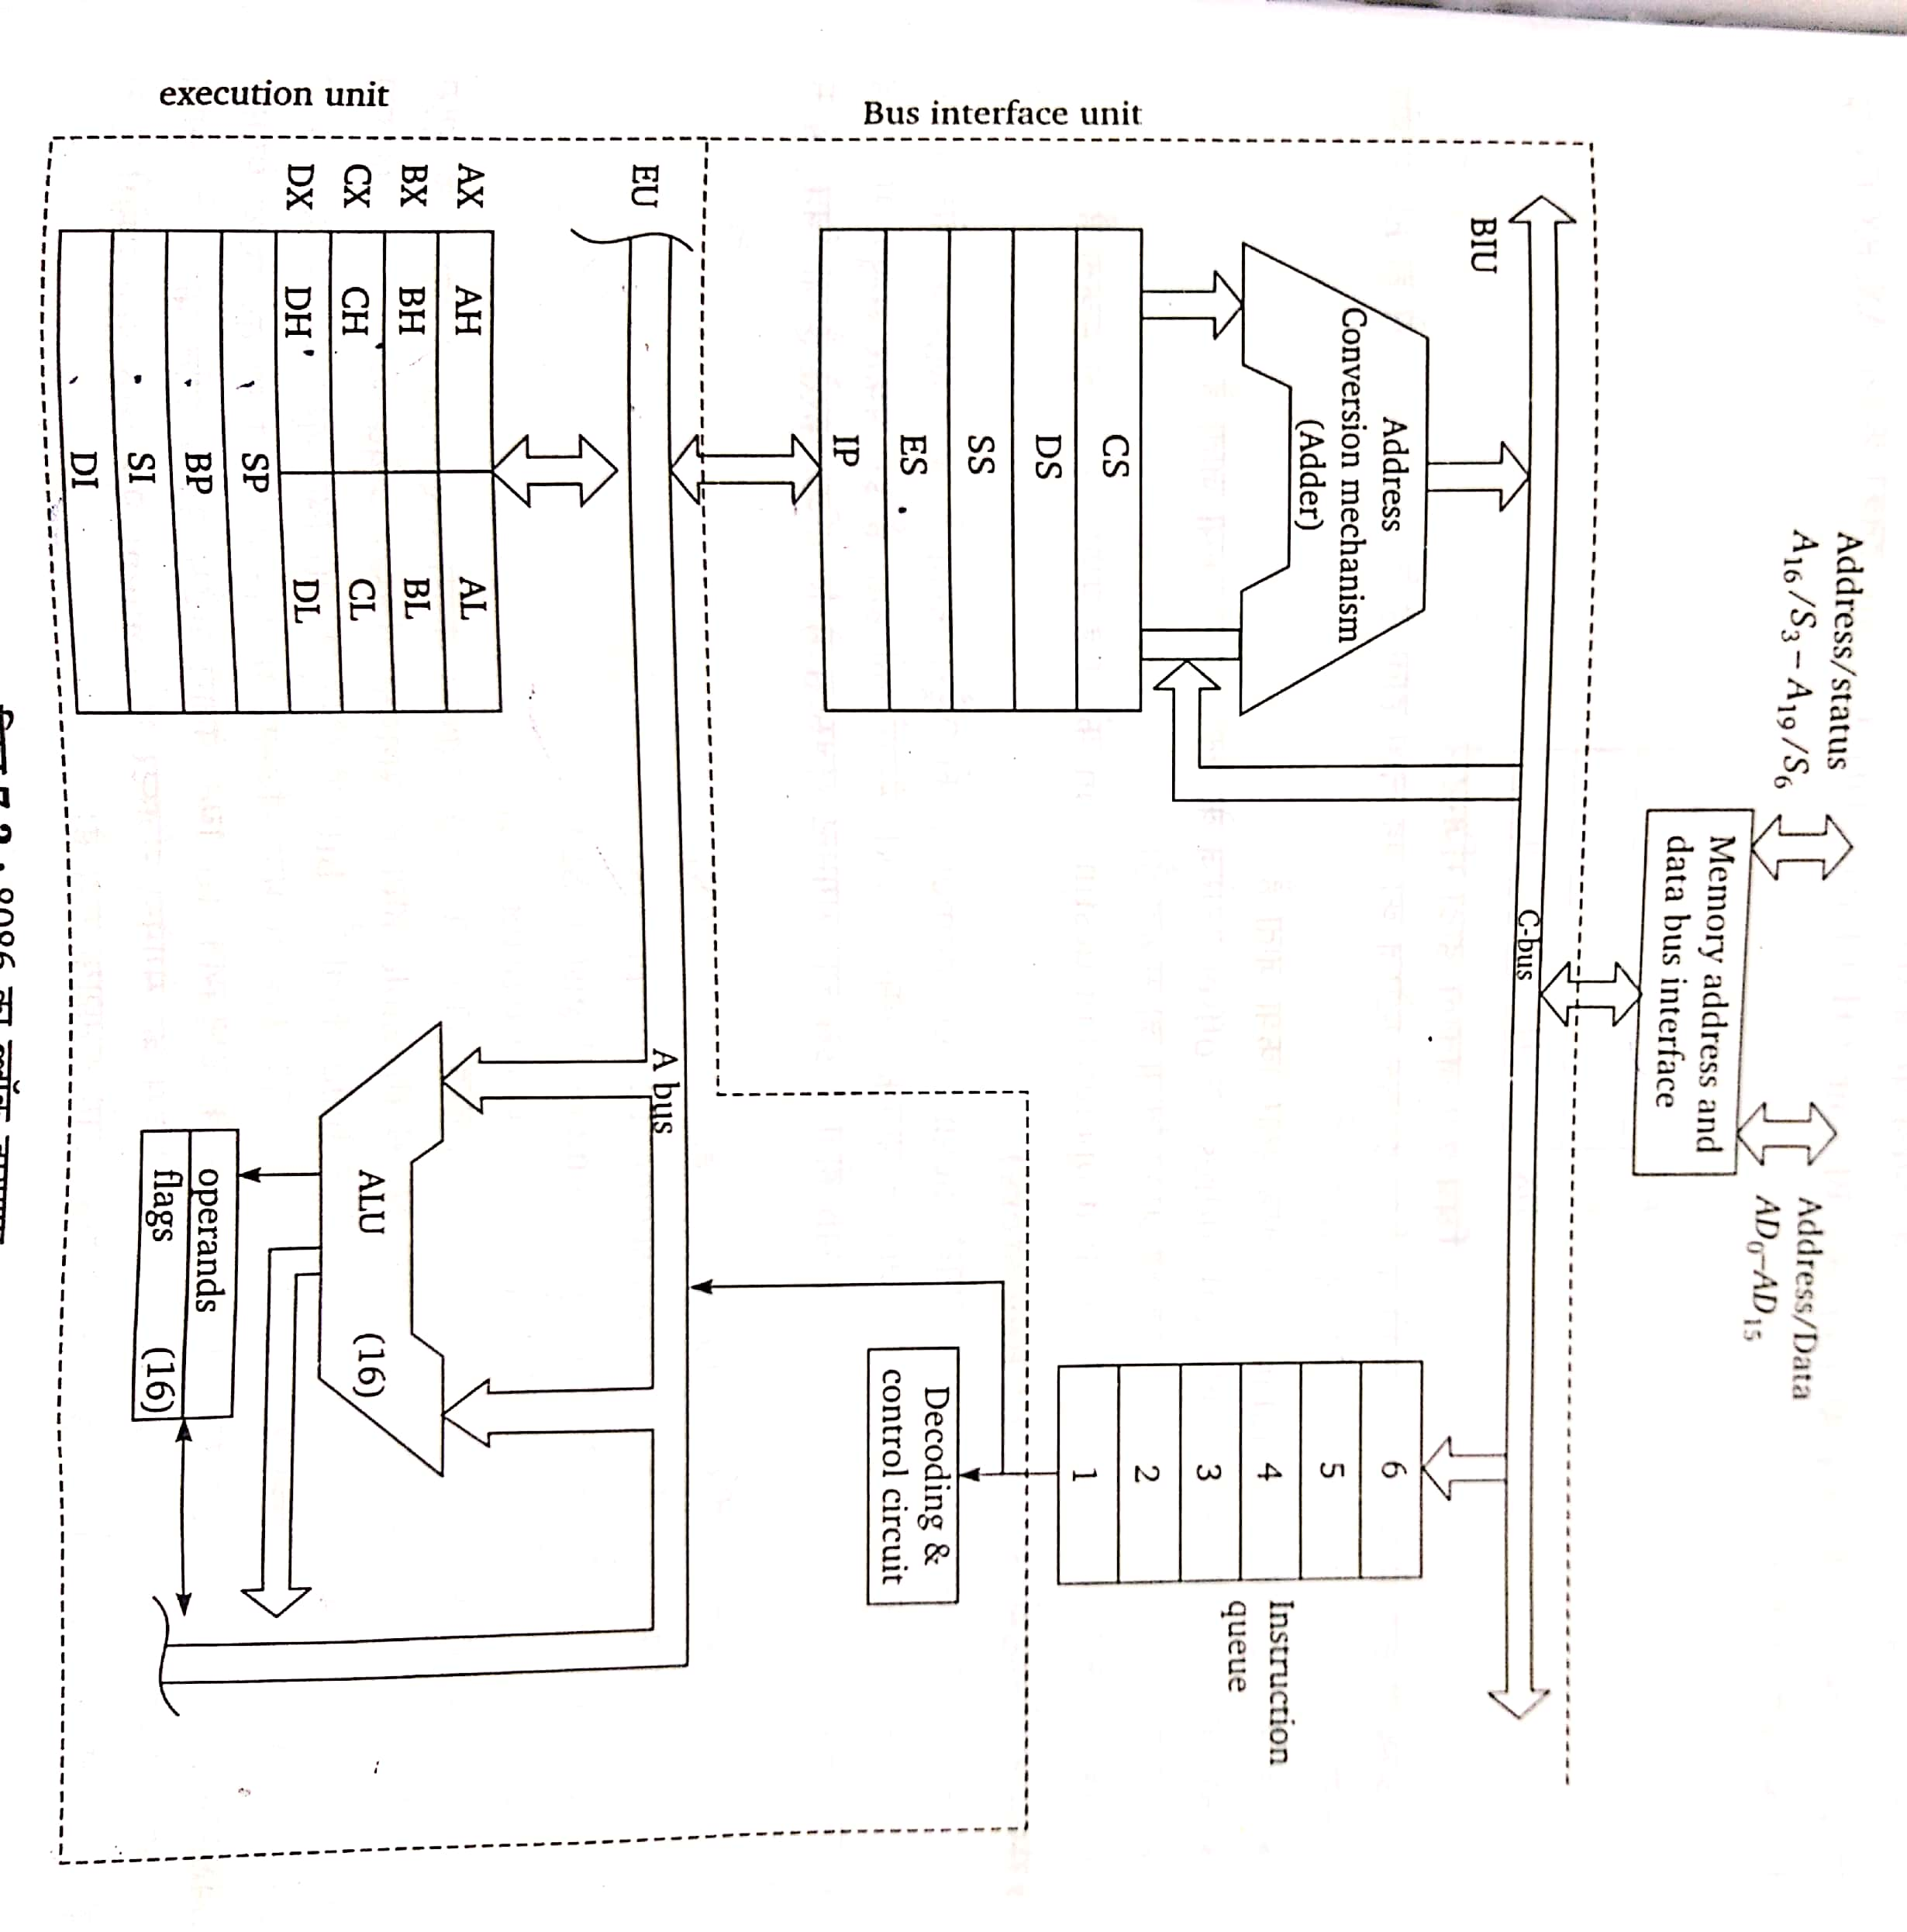 execution unit
Bus interface unit
Address/status
A16/S3–A19/S6
Address/Data
AD0–AD15
Memory address and
data bus interface
C-bus
BIU
Address
Conversion mechanism
(Adder)
CS
DS
SS
ES
IP
6
5
4
3
2
1
Instruction
queue
Decoding &
control circuit
EU
A bus
AX
BX
CX
DX
AH
AL
BH
BL
CH
CL
DH
DL
SP
BP
SI
DI
ALU (16)
operands
flags (16)
8086 का